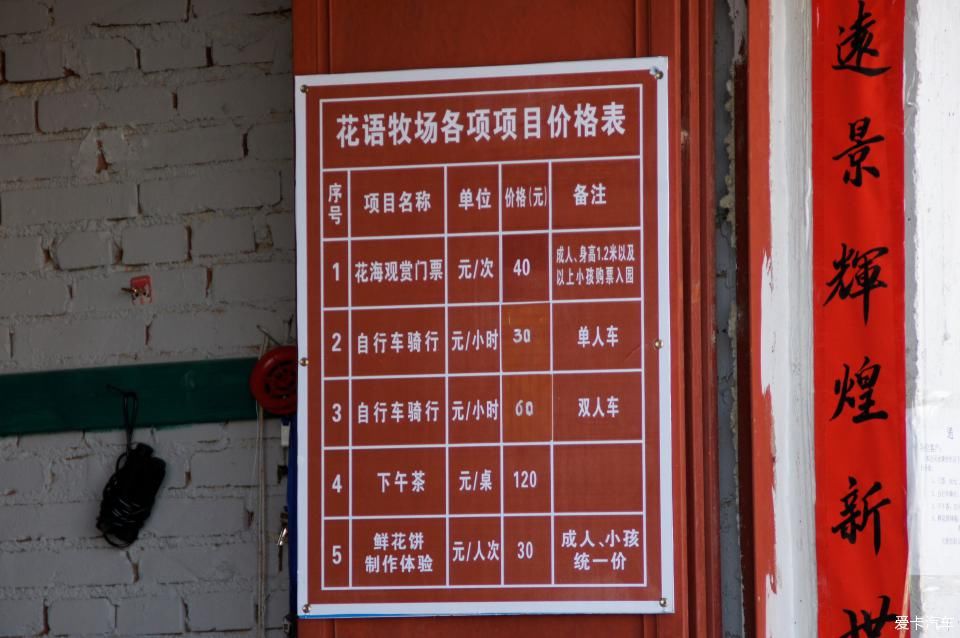 花语牧场各项项目价格表
序号 项目名称 单位 价格(元) 备注
1 花海观赏门票 元/次 40 成人、身高1.2米以及以上小孩购票入园
2 自行车骑行 元/小时 30 单人车
3 自行车骑行 元/小时 60 双人车
4 下午茶 元/桌 120
5 鲜花饼制作体验 元/人次 30 成人、小孩统一价
遠景輝煌新世
爱卡汽车